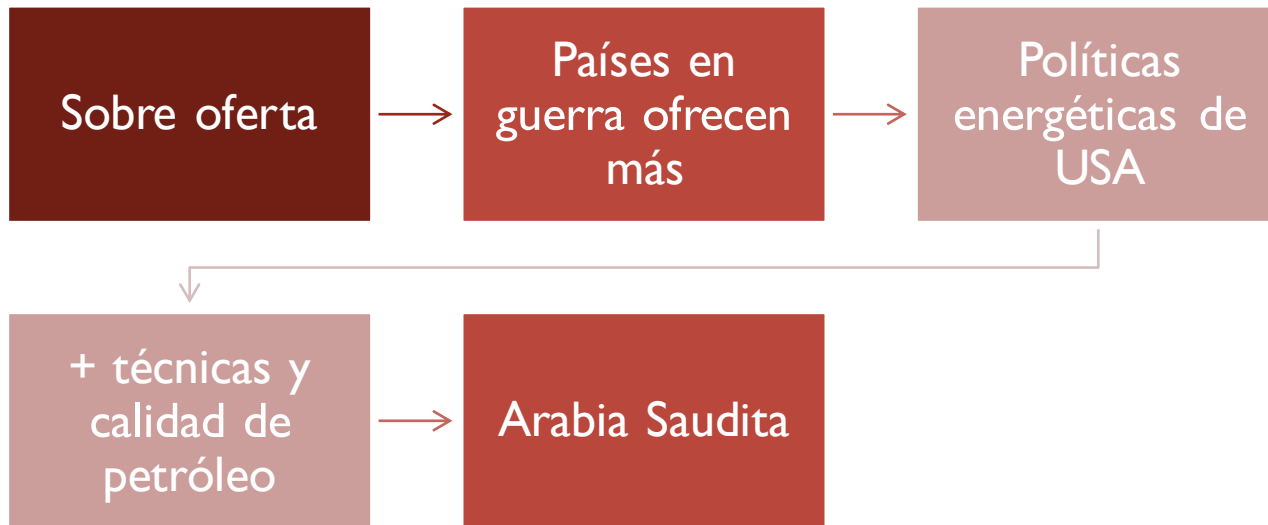 Sobre oferta
Países en
guerra ofrecen
más
Políticas
energéticas de
USA
+ técnicas y
calidad de
petróleo
Arabia Saudita